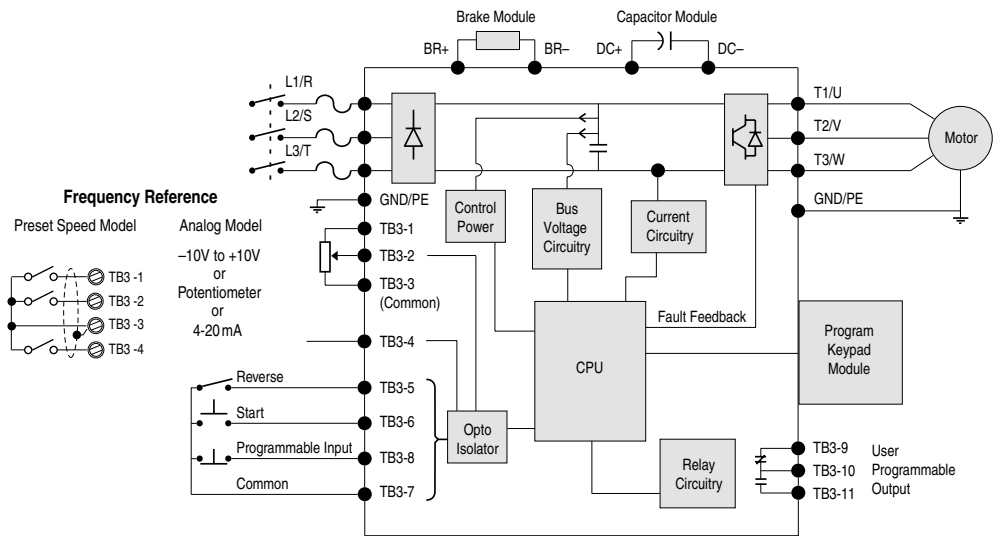 Brake Module
Capacitor Module
BR+
BR–
DC+
DC–
L1/R
L2/S
L3/T
T1/U
T2/V
T3/W
Motor
GND/PE
GND/PE
Frequency Reference
Preset Speed Model
TB3 -1
TB3 -2
TB3 -3
TB3 -4
Analog Model
–10V to +10V
or
Potentiometer
or
4-20 mA
TB3-1
TB3-2
TB3-3
(Common)
TB3-4
Control
Power
Bus
Voltage
Circuitry
Current
Circuitry
Fault Feedback
CPU
Program
Keypad
Module
Reverse
TB3-5
Start
TB3-6
Programmable Input
TB3-8
Common
TB3-7
Opto
Isolator
Relay
Circuitry
TB3-9
TB3-10
TB3-11
User
Programmable
Output